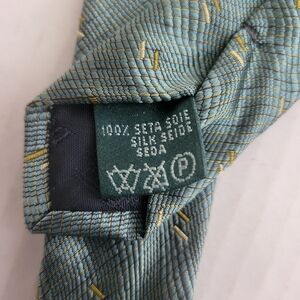 100% SETA SOIE
SILK SEIDE
SEDA
P